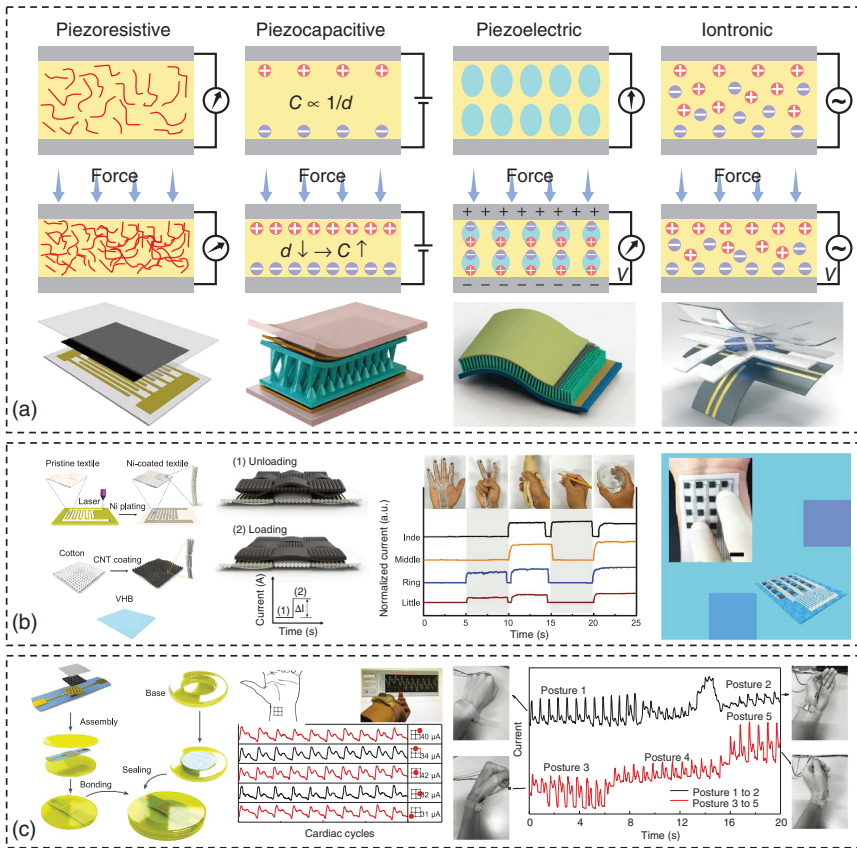 Piezoresistive
Piezocapacitive
Piezoelectric
Iontronic
C ∝ 1/d
Force
Force
Force
Force
d ↓ → C ↑
V
V
(a)
Pristine textile
Ni-coated textile
Laser
Ni plating
Cotton
CNT coating
VHB
(1) Unloading
(2) Loading
Current (A)
(2)
(1)
ΔI
Time (s)
Normalized current (a.u.)
Inde
Middle
Ring
Little
0 5 10 15 20 25
Time (s)
(b)
Base
Assembly
Sealing
Bonding
40 μA
34 μA
42 μA
32 μA
31 μA
Cardiac cycles
Current
Posture 1
Posture 2
Posture 5
Posture 3
Posture 4
Posture 1 to 2
Posture 3 to 5
0 4 8 12 16 20
Time (s)
(c)